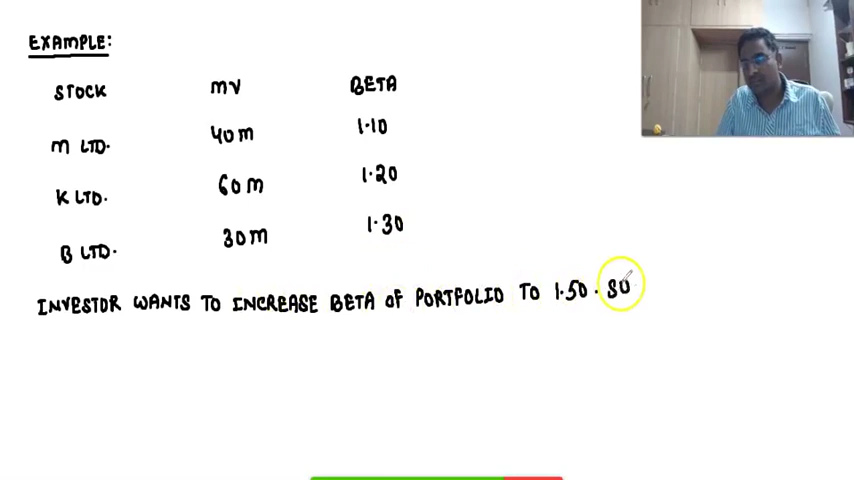 EXAMPLE:
STOCK MV BETA
M LTD. 40M 1.10
K LTD. 60M 1.20
B LTD. 30M 1.30
INVESTOR WANTS TO INCREASE BETA OF PORTFOLIO TO 1.50. SU